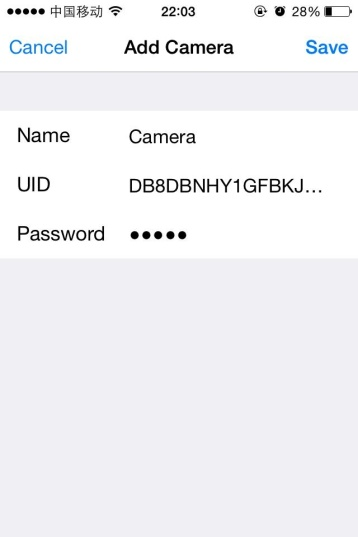 中国移动 22:03 28%
Cancel Add Camera Save
Name Camera
UID DB8DBNHY1GFBKJ...
Password •••••